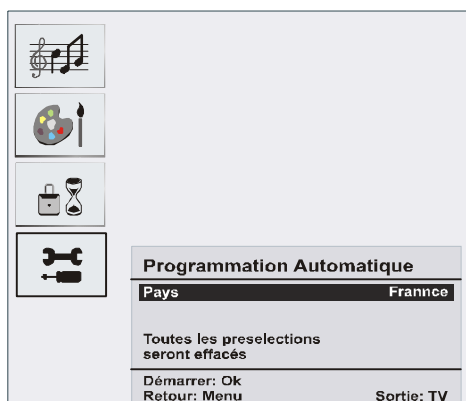 Programmation Automatique
Pays Frannce
Toutes les preselections
seront effacés
Démarrer: Ok
Retour: Menu Sortie: TV